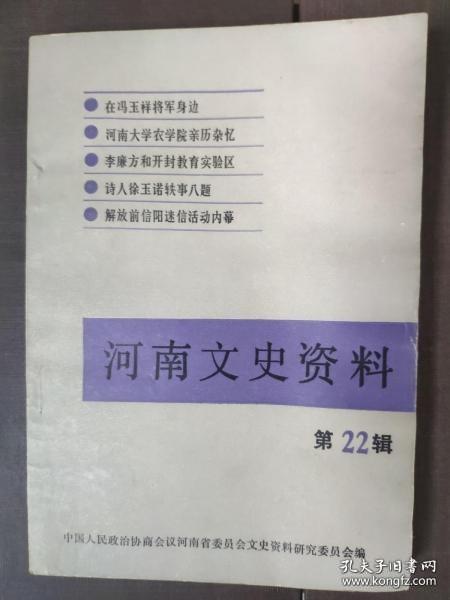 在冯玉祥将军身边
河南大学农学院亲历杂忆
李廉方和开封教育实验区
诗人徐玉诺轶事八题
解放前信阳迷信活动内幕
河南文史资料
第22辑
中国人民政治协商会议河南省委员会文史资料研究委员会编
孔夫子旧书网
www.kongfz.com